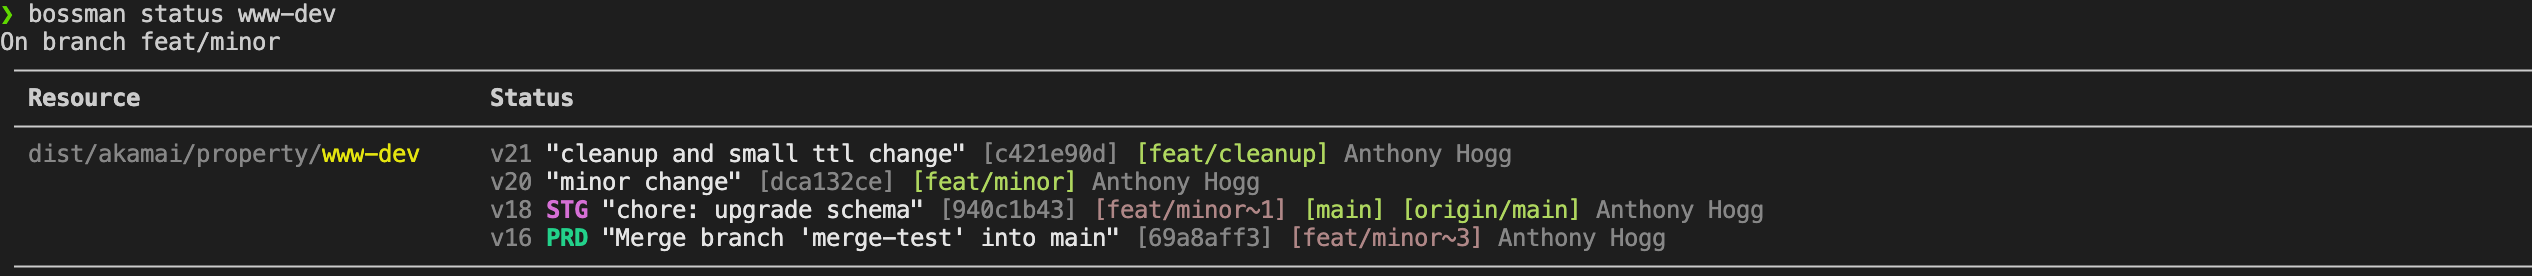 ❯ bossman status www-dev
On branch feat/minor
Resource Status
dist/akamai/property/www-dev v21 "cleanup and small ttl change" [c421e90d] [feat/cleanup] Anthony Hogg
v20 "minor change" [dca132ce] [feat/minor] Anthony Hogg
v18 STG "chore: upgrade schema" [940c1b43] [feat/minor~1] [main] [origin/main] Anthony Hogg
v16 PRD "Merge branch 'merge-test' into main" [69a8aff3] [feat/minor~3] Anthony Hogg